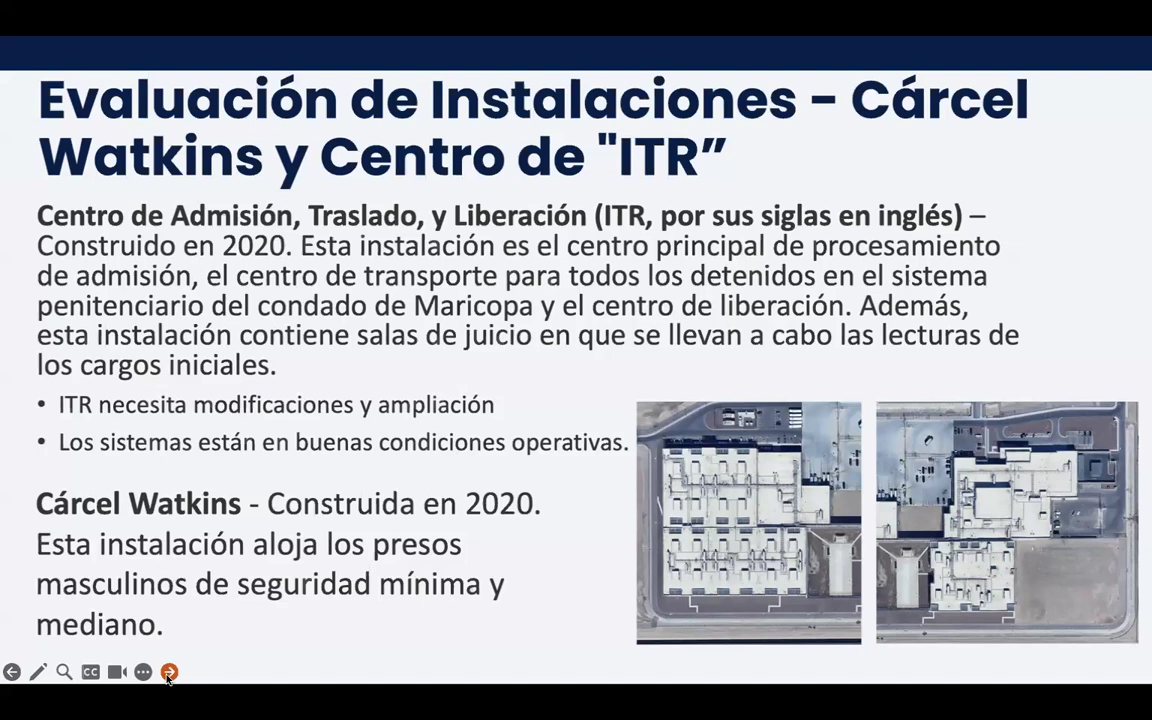 Evaluación de Instalaciones - Cárcel
Watkins y Centro de "ITR”
Centro de Admisión, Traslado, y Liberación (ITR, por sus siglas en inglés) –
Construido en 2020. Esta instalación es el centro principal de procesamiento
de admisión, el centro de transporte para todos los detenidos en el sistema
penitenciario del condado de Maricopa y el centro de liberación. Además,
esta instalación contiene salas de juicio en que se llevan a cabo las lecturas de
los cargos iniciales.
• ITR necesita modificaciones y ampliación
• Los sistemas están en buenas condiciones operativas.
Cárcel Watkins - Construida en 2020.
Esta instalación aloja los presos
masculinos de seguridad mínima y
mediano.
CC